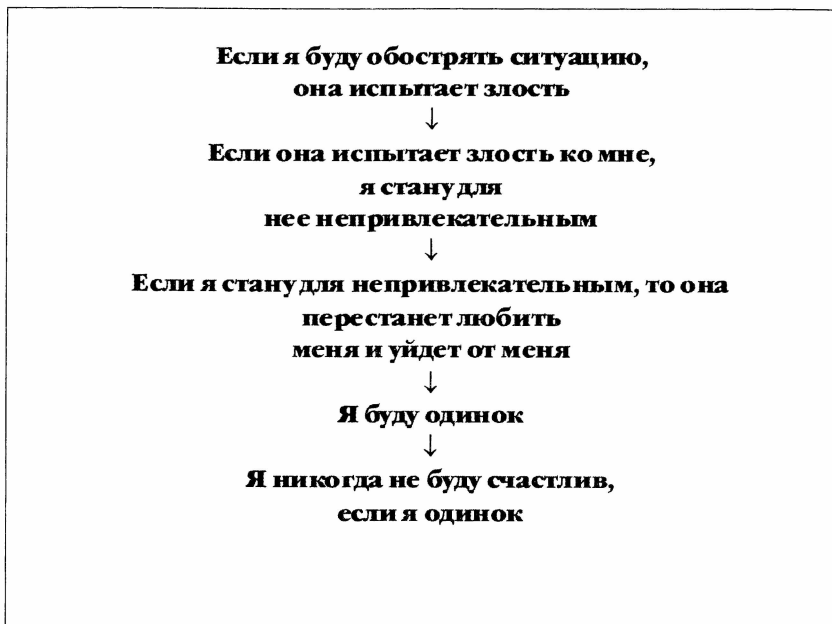 Если я буду обострять ситуацию,
она испытает злость
↓
Если она испытает злость ко мне,
я стану для
нее непривлекательным
↓
Если я стану для непривлекательным, то она
перестанет любить
меня и уйдет от меня
↓
Я буду одинок
↓
Я никогда не буду счастлив,
если я одинок